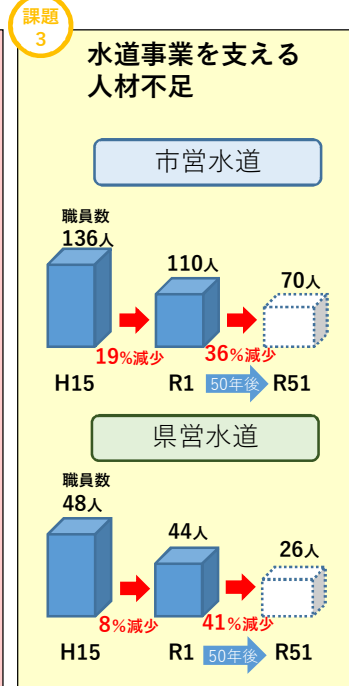 課題
3
水道事業を支える
人材不足
市営水道
職員数
136人
110人
70人
19%減少
36%減少
H15
R1
50年後
R51
県営水道
職員数
48人
44人
26人
8%減少
41%減少
H15
R1
50年後
R51